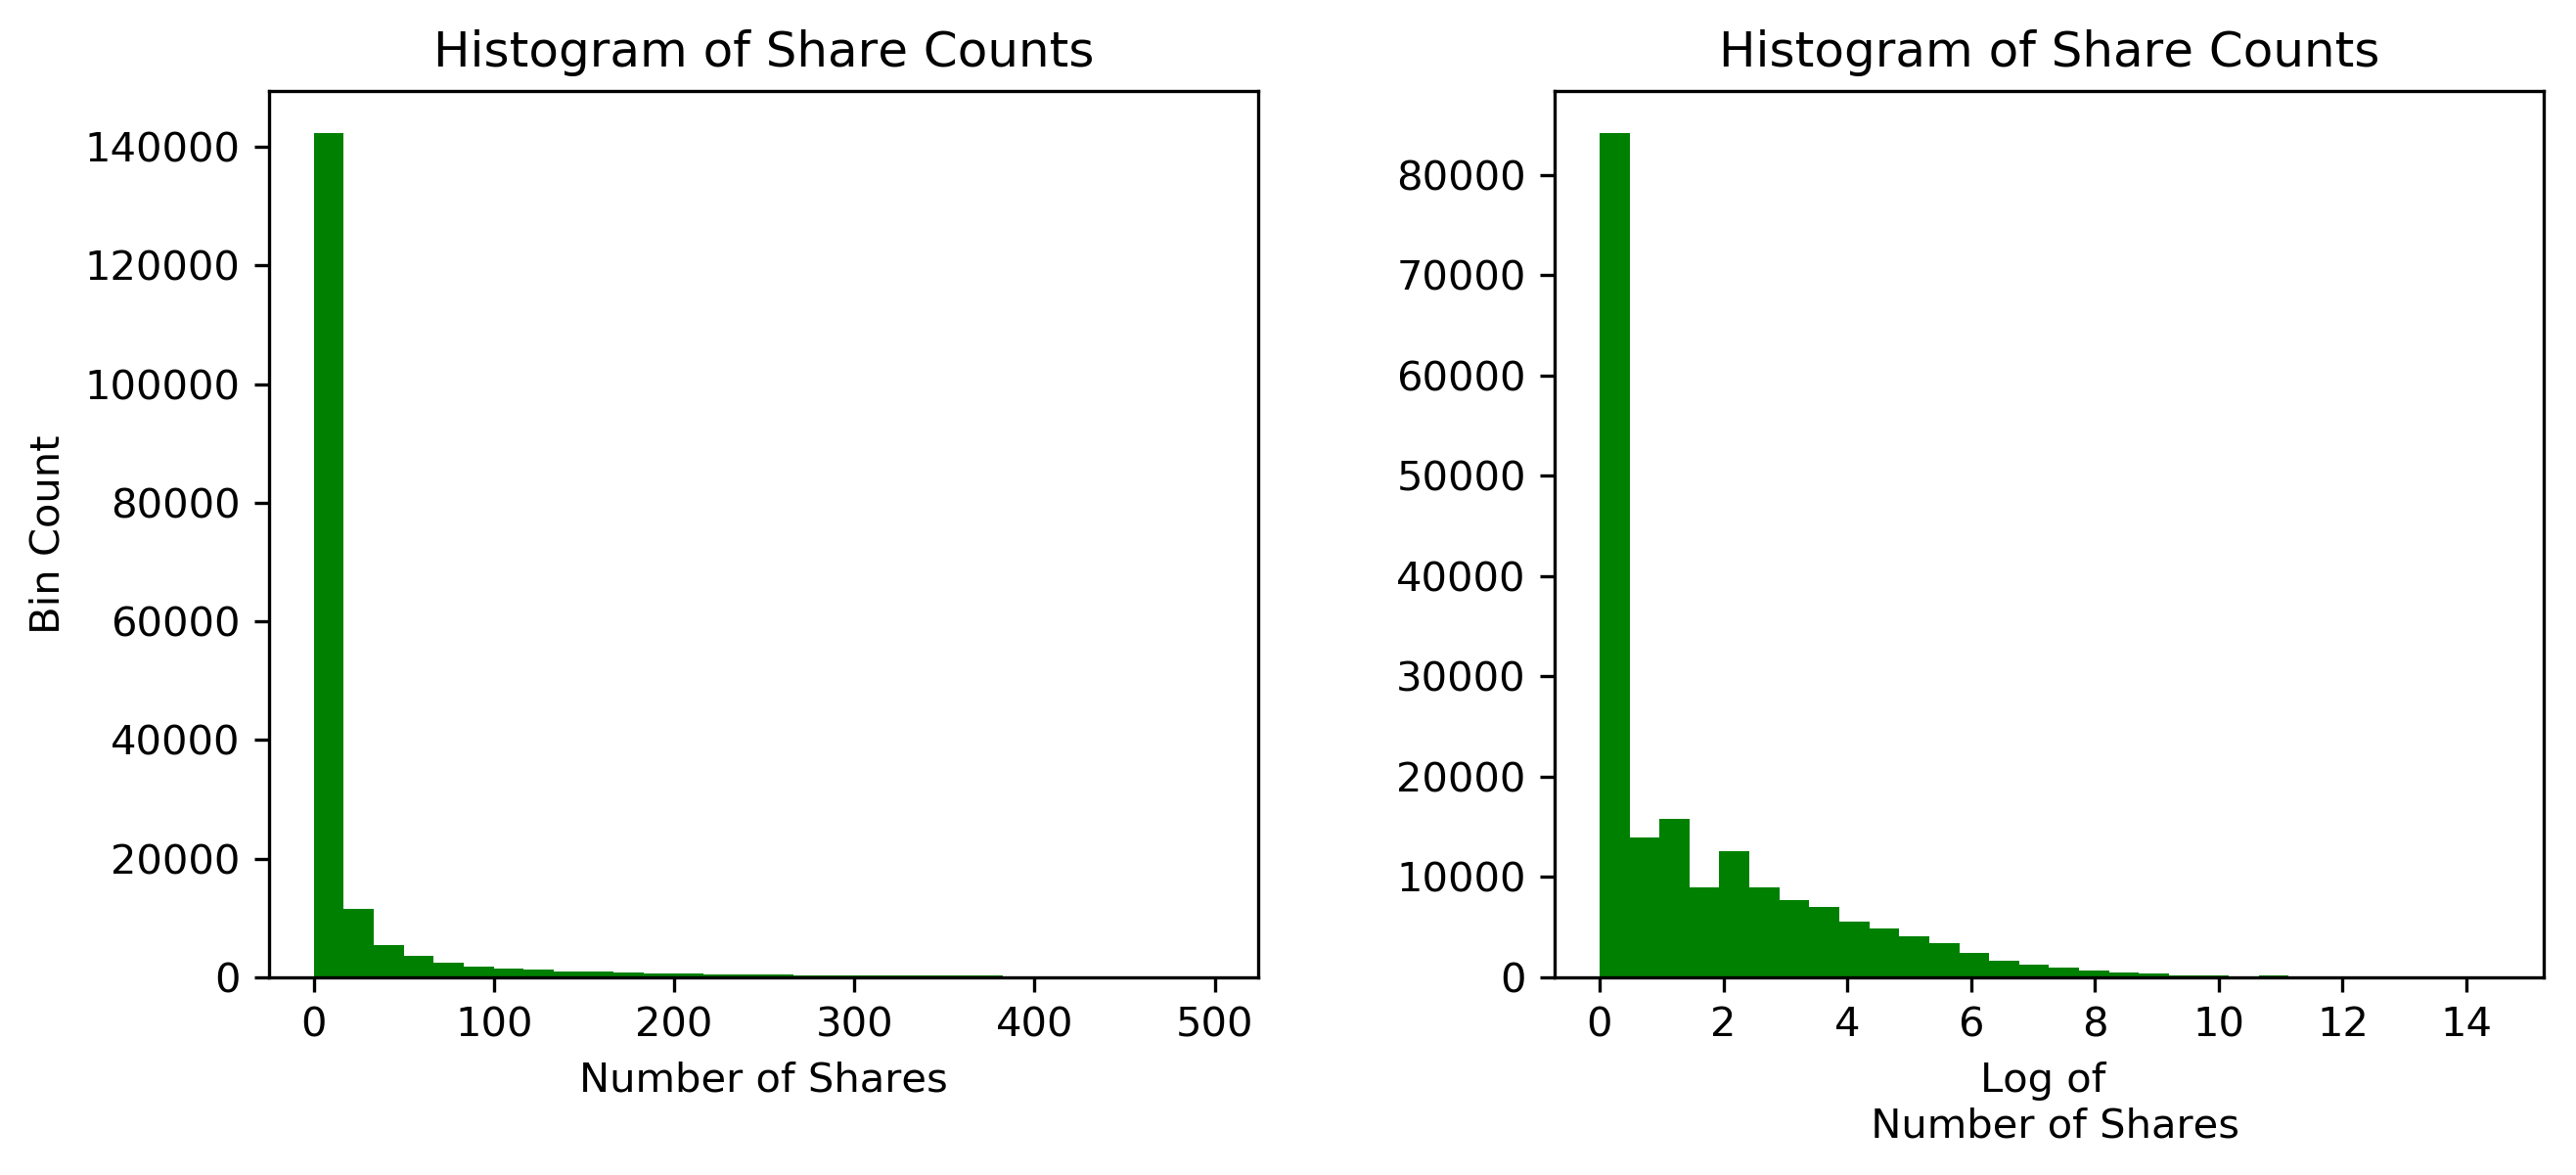 Histogram of Share Counts
140000
120000
100000
80000
60000
40000
20000
0
Bin Count
0 100 200 300 400 500
Number of Shares
Histogram of Share Counts
80000
70000
60000
50000
40000
30000
20000
10000
0
0 2 4 6 8 10 12 14
Log of
Number of Shares